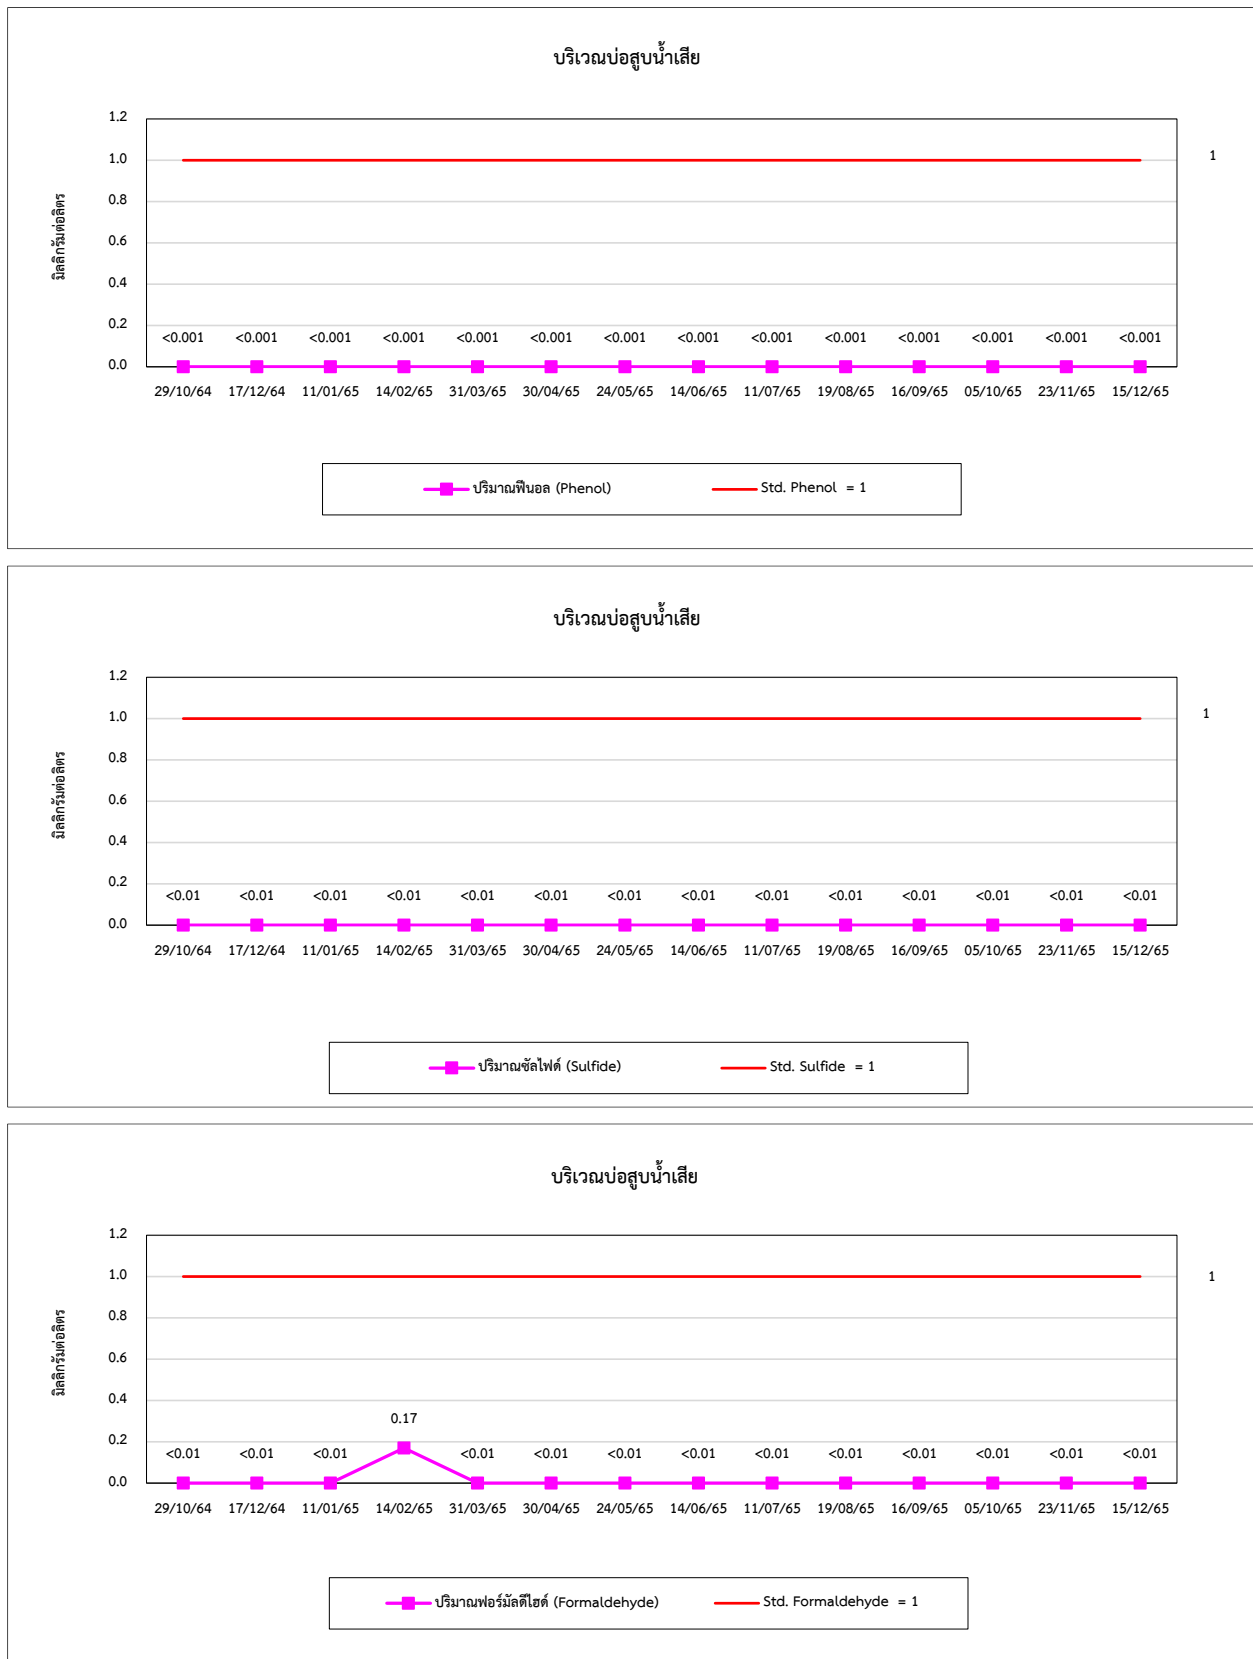 บริเวณบ่อสูบน้ำเสีย
1.2
1.0
0.8
0.6
0.4
0.2
0.0
มิลลิกรัมต่อลิตร
1
<0.001 <0.001 <0.001 <0.001 <0.001 <0.001 <0.001 <0.001 <0.001 <0.001 <0.001 <0.001 <0.001 <0.001
29/10/64 17/12/64 11/01/65 14/02/65 31/03/65 30/04/65 24/05/65 14/06/65 11/07/65 19/08/65 16/09/65 05/10/65 23/11/65 15/12/65
ปริมาณฟีนอล (Phenol) Std. Phenol = 1
บริเวณบ่อสูบน้ำเสีย
1.2
1.0
0.8
0.6
0.4
0.2
0.0
มิลลิกรัมต่อลิตร
1
<0.01 <0.01 <0.01 <0.01 <0.01 <0.01 <0.01 <0.01 <0.01 <0.01 <0.01 <0.01 <0.01 <0.01
29/10/64 17/12/64 11/01/65 14/02/65 31/03/65 30/04/65 24/05/65 14/06/65 11/07/65 19/08/65 16/09/65 05/10/65 23/11/65 15/12/65
ปริมาณซัลไฟด์ (Sulfide) Std. Sulfide = 1
บริเวณบ่อสูบน้ำเสีย
1.2
1.0
0.8
0.6
0.4
0.2
0.0
มิลลิกรัมต่อลิตร
1
0.17
<0.01 <0.01 <0.01 <0.01 <0.01 <0.01 <0.01 <0.01 <0.01 <0.01 <0.01 <0.01 <0.01
29/10/64 17/12/64 11/01/65 14/02/65 31/03/65 30/04/65 24/05/65 14/06/65 11/07/65 19/08/65 16/09/65 05/10/65 23/11/65 15/12/65
ปริมาณฟอร์มัลดีไฮด์ (Formaldehyde) Std. Formaldehyde = 1